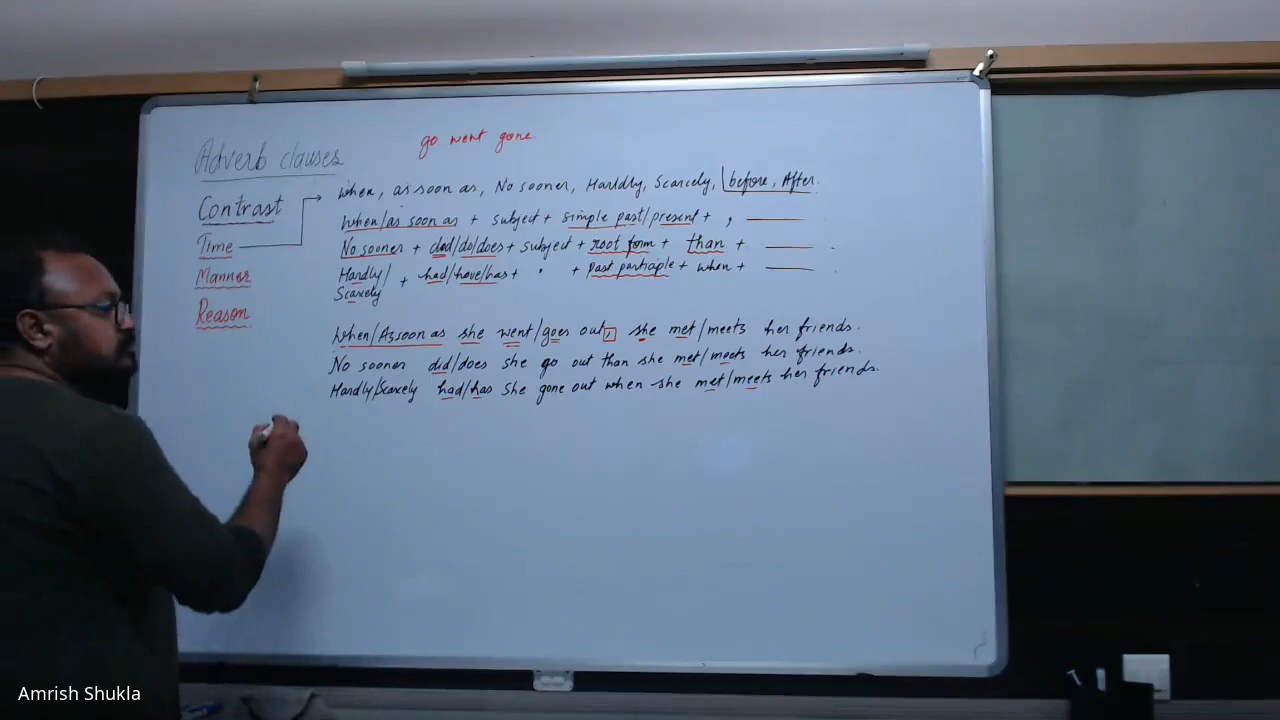 go went gone.
Adverb clauses
Contrast
Time
Manner
Reason
When, as soon as, No sooner, Harldly, Scarcely, before, After.
When/as soon as + subject + simple past/present + , ———
No sooner + did/do/does + subject + root form + than + ——— .
Hardly/ Scarcely + had/have/has + " + Past participle + when + ———
When/As soon as she went/goes out, she met/meets her friends.
No sooner did/does she go out than she met/meets her friends.
Hardly/Scarcely had/has She gone out when she met/meets her friends.
Amrish Shukla